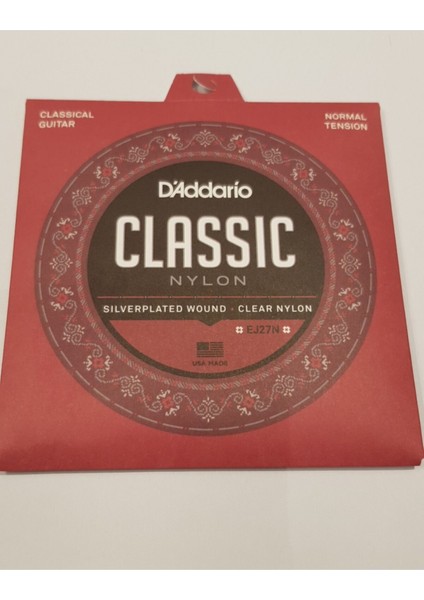 CLASSICAL
GUITAR
NORMAL
TENSION
D'Addario
CLASSIC
NYLON
SILVERPLATED WOUND · CLEAR NYLON
EJ27N
USA MADE